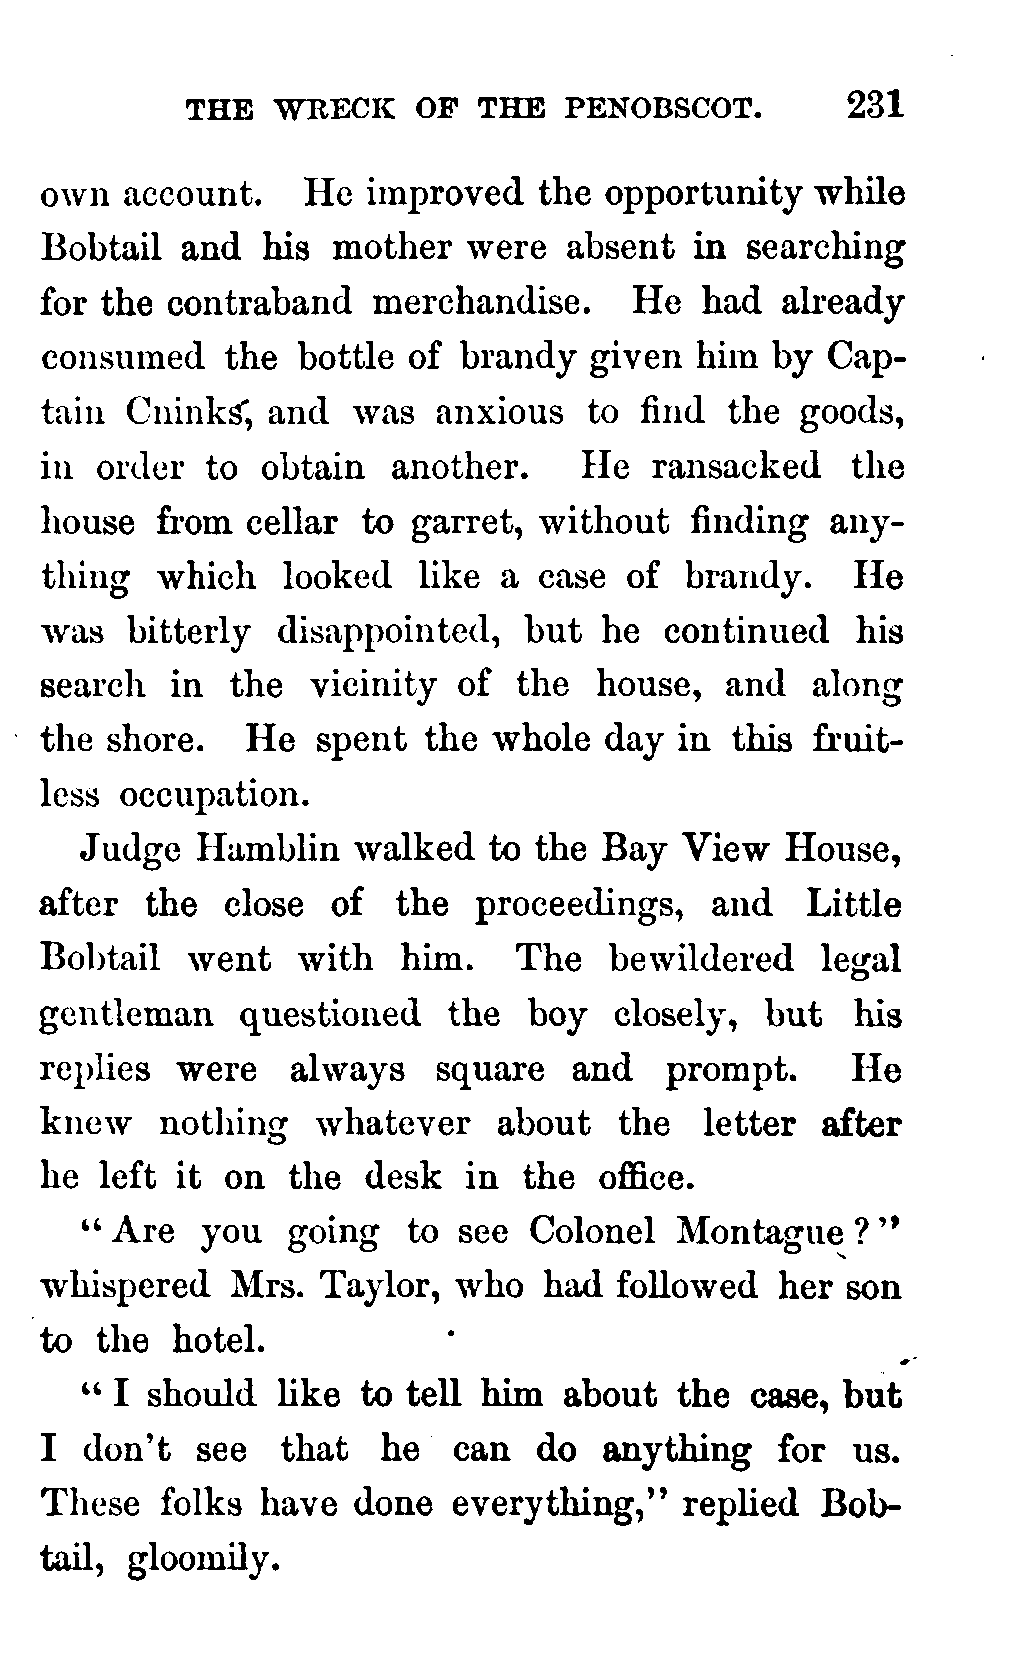 THE WRECK OF THE PENOBSCOT. 231
own account. He improved the opportunity while
Bobtail and his mother were absent in searching
for the contraband merchandise. He had already
consumed the bottle of brandy given him by Cap-
tain Chinks, and was anxious to find the goods,
in order to obtain another. He ransacked the
house from cellar to garret, without finding any-
thing which looked like a case of brandy. He
was bitterly disappointed, but he continued his
search in the vicinity of the house, and along
the shore. He spent the whole day in this fruit-
less occupation.
Judge Hamblin walked to the Bay View House,
after the close of the proceedings, and Little
Bobtail went with him. The bewildered legal
gentleman questioned the boy closely, but his
replies were always square and prompt. He
knew nothing whatever about the letter after
he left it on the desk in the office.
"Are you going to see Colonel Montague?"
whispered Mrs. Taylor, who had followed her son
to the hotel.
"I should like to tell him about the case, but
I don't see that he can do anything for us.
These folks have done everything," replied Bob-
tail, gloomily.